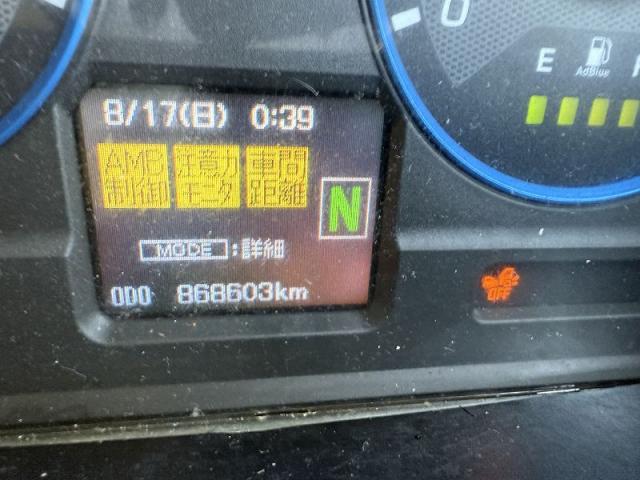 0
E
AdBlue
8/17(日) 0:39
AMB
制御
注意力
モニタ
車間
距離
N
MODE :詳細
ODO 868603km
OFF